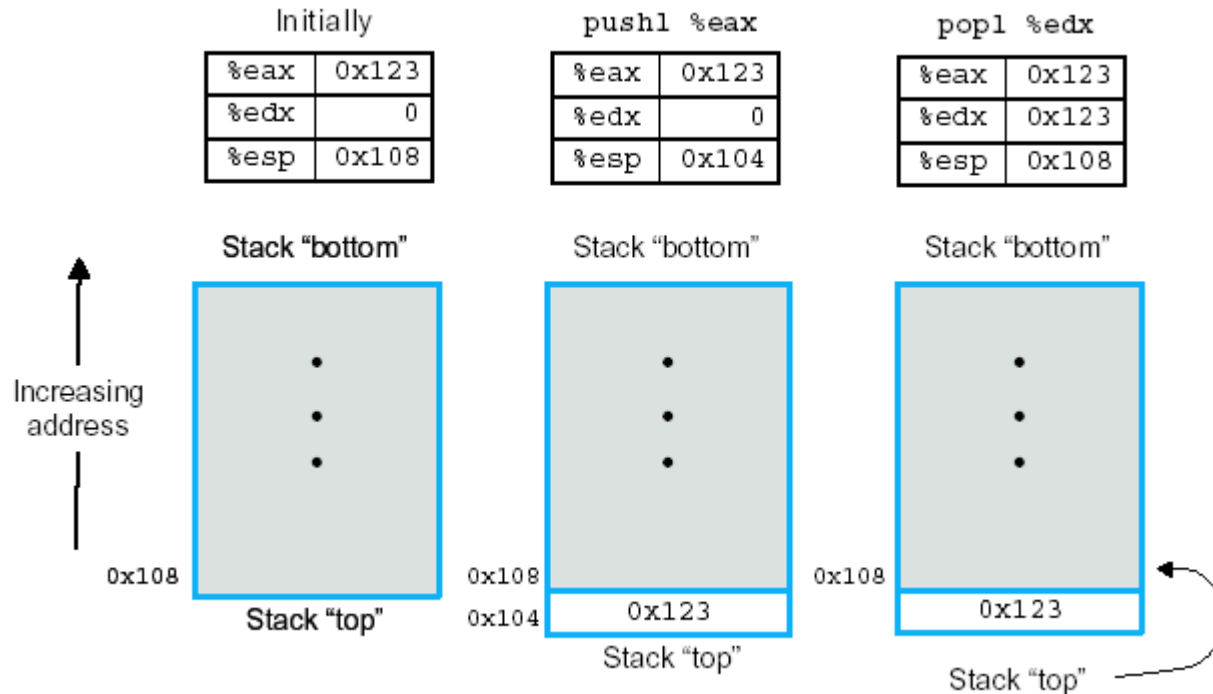 Initially
pushl %eax
popl %edx
%eax 0x123
%edx 0
%esp 0x108
%eax 0x123
%edx 0
%esp 0x104
%eax 0x123
%edx 0x123
%esp 0x108
Stack “bottom”
Stack “bottom”
Stack “bottom”
Increasing
address
0x108
Stack “top”
0x108
0x104
0x123
Stack “top”
0x108
0x123
Stack “top”